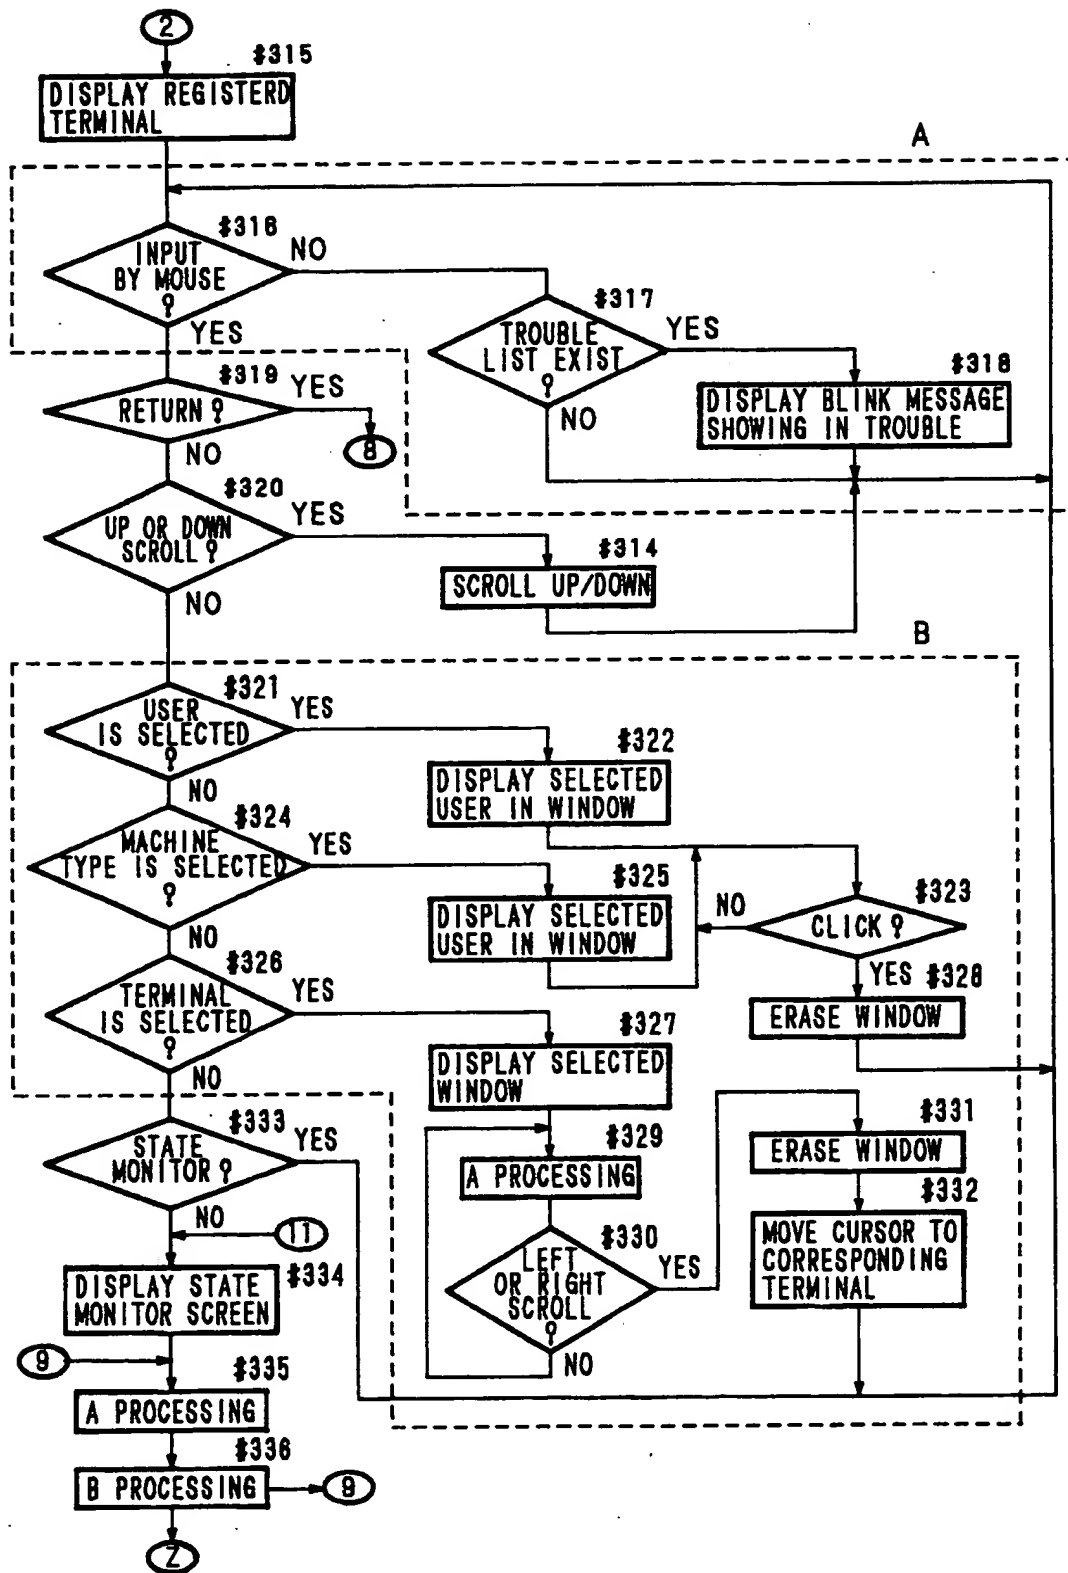 2
#315
DISPLAY REGISTERD
TERMINAL
A
#316
INPUT
BY MOUSE
?
NO
YES
#317
TROUBLE
LIST EXIST
?
YES
NO
#318
DISPLAY BLINK MESSAGE
SHOWING IN TROUBLE
#319
RETURN ?
YES
8
NO
#320
UP OR DOWN
SCROLL ?
YES
NO
#314
SCROLL UP/DOWN
B
#321
USER
IS SELECTED
?
YES
NO
#322
DISPLAY SELECTED
USER IN WINDOW
#324
MACHINE
TYPE IS SELECTED
?
YES
NO
#325
DISPLAY SELECTED
USER IN WINDOW
#323
CLICK ?
NO
YES
#328
ERASE WINDOW
#326
TERMINAL
IS SELECTED
?
YES
NO
#327
DISPLAY SELECTED
WINDOW
#329
A PROCESSING
#330
LEFT
OR RIGHT
SCROLL
?
YES
NO
#331
ERASE WINDOW
#332
MOVE CURSOR TO
CORRESPONDING
TERMINAL
#333
STATE
MONITOR ?
YES
NO
11
#334
DISPLAY STATE
MONITOR SCREEN
9
#335
A PROCESSING
#336
B PROCESSING
9
Z